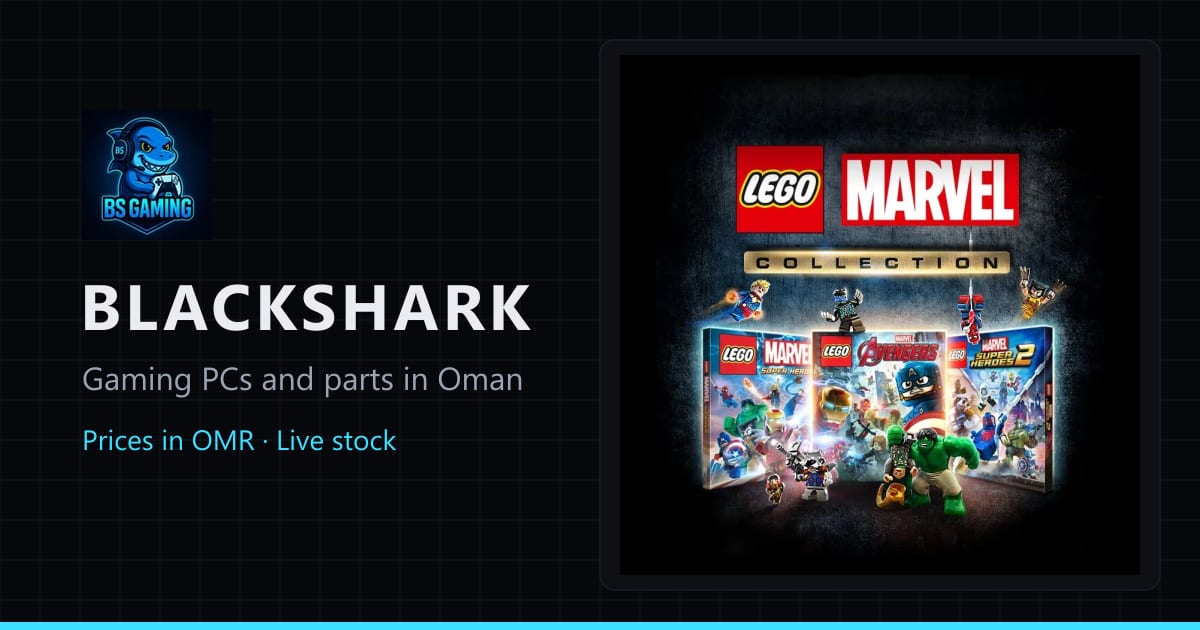 BS
BS GAMING
BLACKSHARK
Gaming PCs and parts in Oman
Prices in OMR · Live stock
LEGO MARVEL
COLLECTION
LEGO MARVEL
SUPER HEROES
LEGO MARVEL
AVENGERS
LEGO MARVEL
SUPER HEROES 2